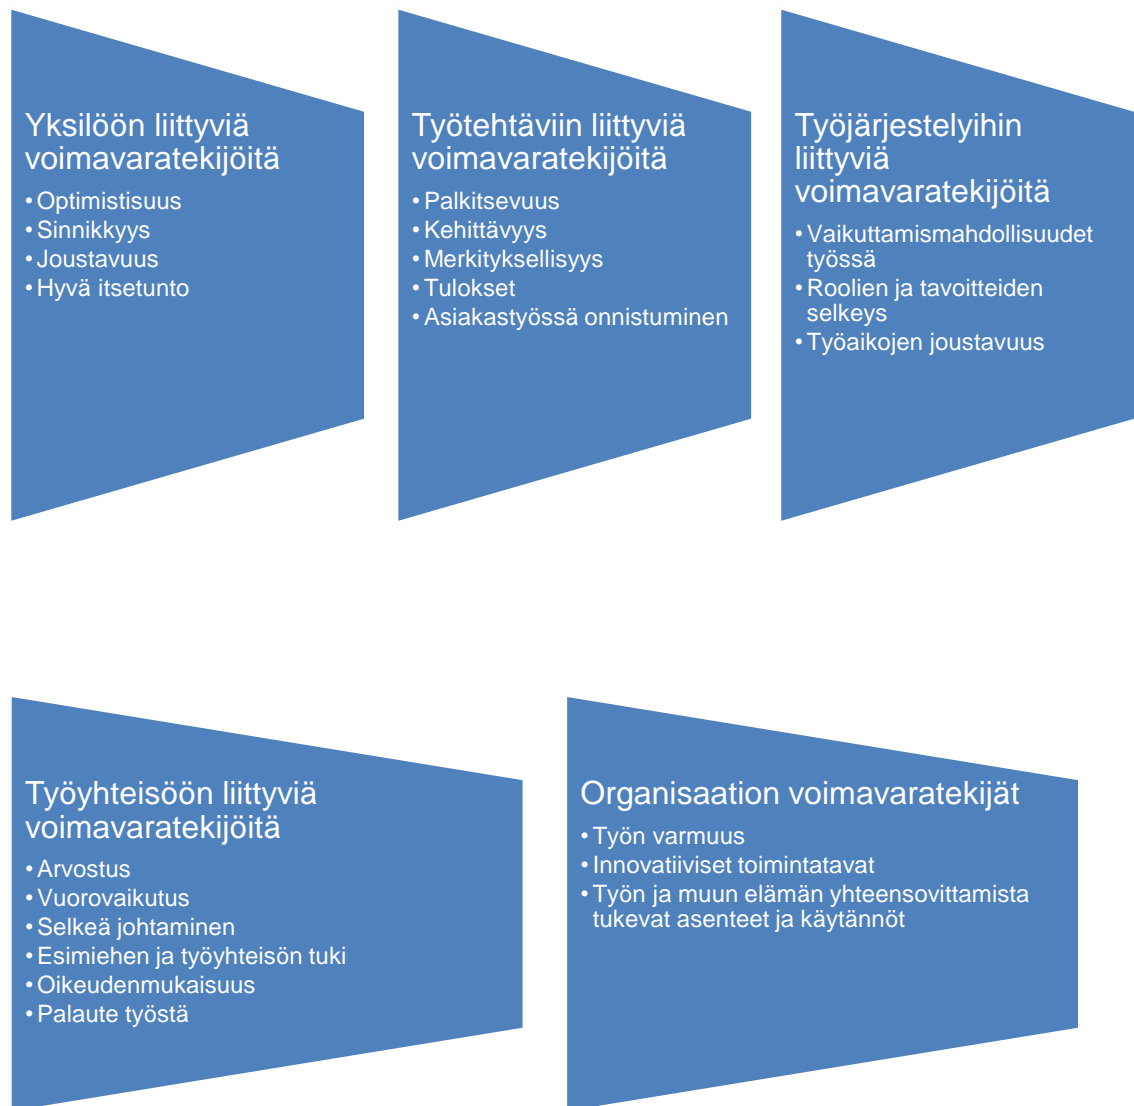 Yksilöön liittyviä
voimavaratekijöitä
• Optimistisuus
• Sinnikkyys
• Joustavuus
• Hyvä itsetunto
Työtehtäviin liittyviä
voimavaratekijöitä
• Palkitsevuus
• Kehittävyys
• Merkityksellisyys
• Tulokset
• Asiakastyössä onnistuminen
Työjärjestelyihin
liittyviä
voimavaratekijöitä
• Vaikuttamismahdollisuudet
työssä
• Roolien ja tavoitteiden
selkeys
• Työaikojen joustavuus
Työyhteisöön liittyviä
voimavaratekijöitä
• Arvostus
• Vuorovaikutus
• Selkeä johtaminen
• Esimiehen ja työyhteisön tuki
• Oikeudenmukaisuus
• Palaute työstä
Organisaation voimavaratekijät
• Työn varmuus
• Innovatiiviset toimintatavat
• Työn ja muun elämän yhteensovittamista
tukevat asenteet ja käytännöt